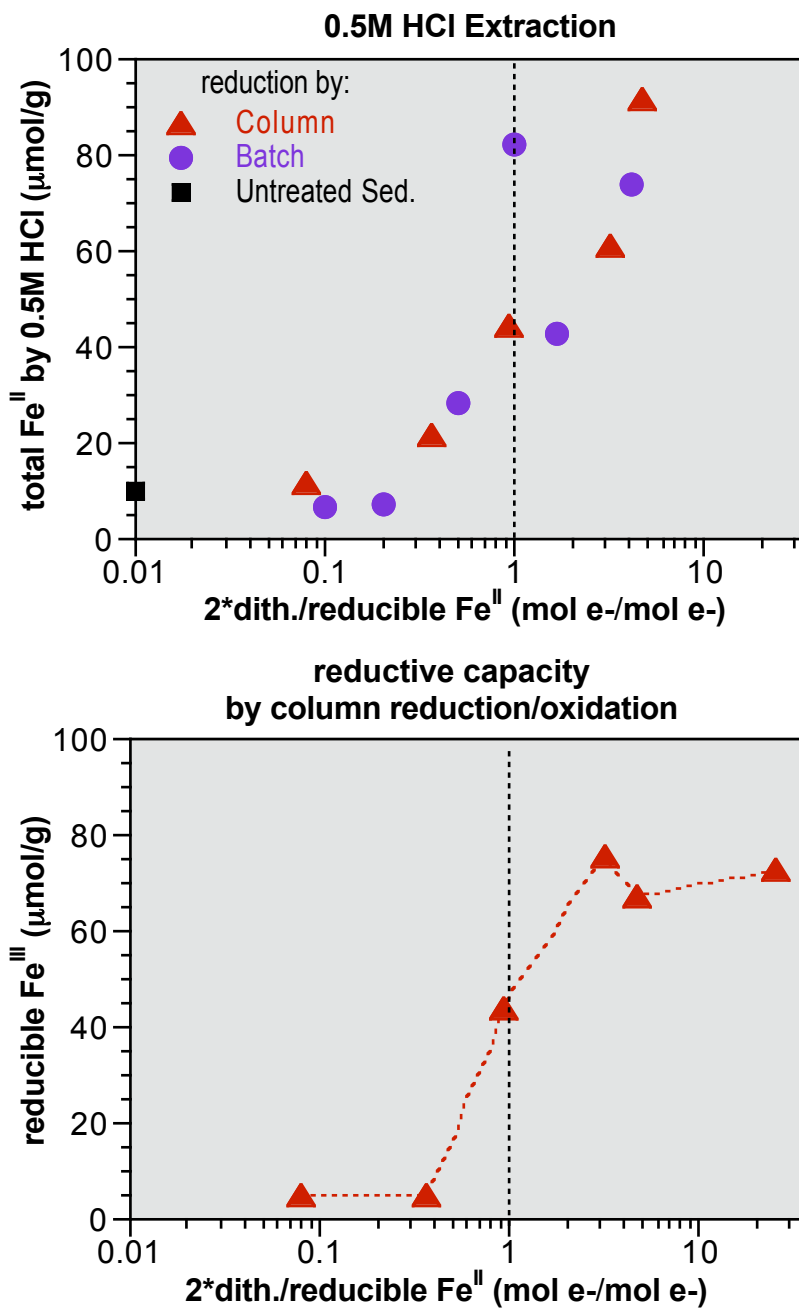 0.5M HCl Extraction
100
80
60
40
20
0
total Fe^II by 0.5M HCl (μmol/g)
reduction by:
Column
Batch
Untreated Sed.
0.01
0.1
1
10
2*dith./reducible Fe^II (mol e-/mol e-)
reductive capacity
by column reduction/oxidation
100
80
60
40
20
0
reducible Fe^III (μmol/g)
0.01
0.1
1
10
2*dith./reducible Fe^II (mol e-/mol e-)